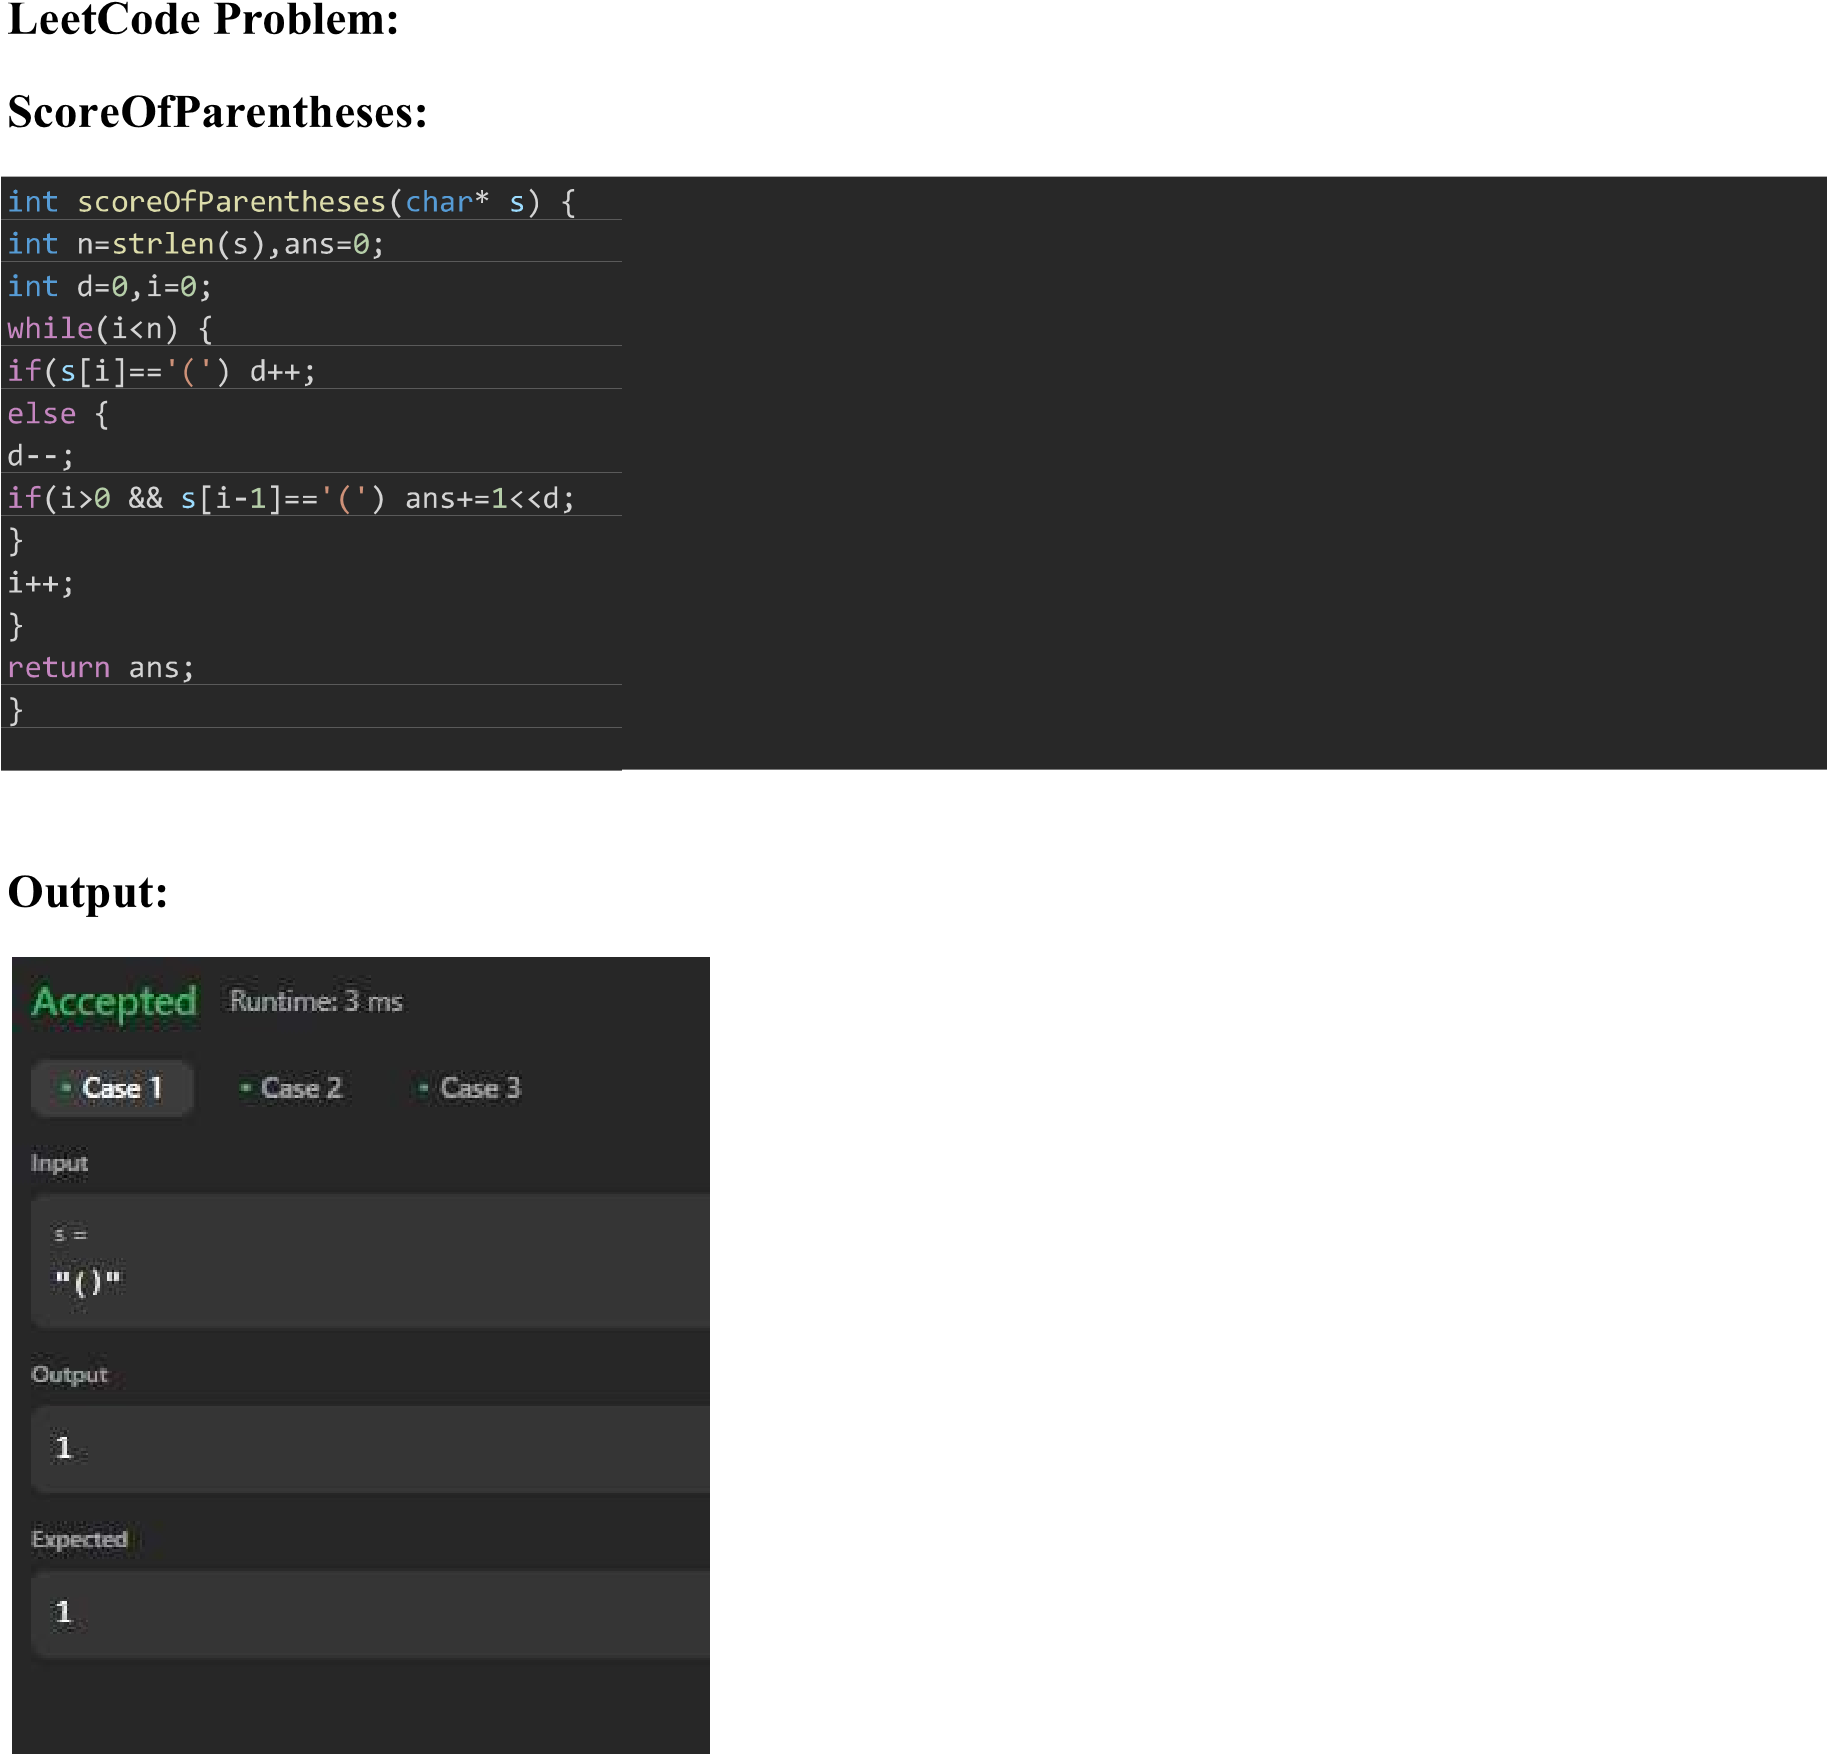 LeetCode Problem:
ScoreOfParentheses:
int scoreOfParentheses(char* s) {
int n=strlen(s),ans=0;
int d=0,i=0;
while(i<n) {
if(s[i]=='(') d++;
else {
d--;
if(i>0 && s[i-1]=='(') ans+=1<<d;
}
i++;
}
return ans;
}
Output:
Accepted Runtime: 3 ms
Case 1 Case 2 Case 3
Input
s =
"()"
Output
1
Expected
1